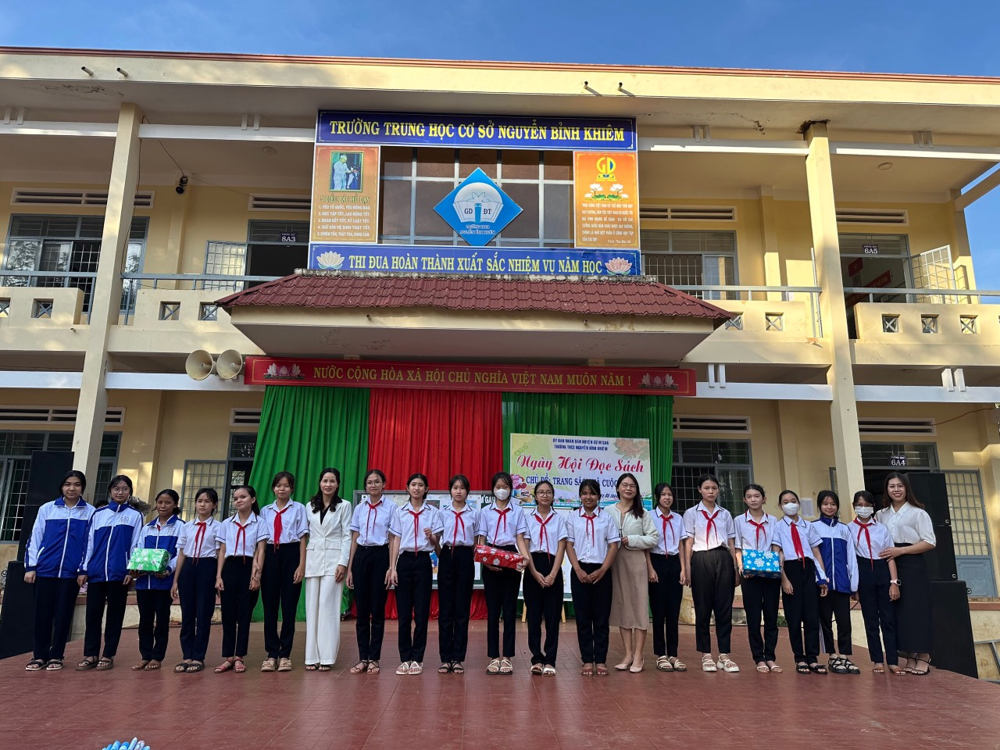 TRƯỜNG TRUNG HỌC CƠ SỞ NGUYỄN BỈNH KHIÊM
5 ĐIỀU BÁC HỒ DẠY
1. YÊU TỔ QUỐC, YÊU ĐỒNG BÀO.
2. HỌC TẬP TỐT, LAO ĐỘNG TỐT.
3. ĐOÀN KẾT TỐT, KỶ LUẬT TỐT.
4. GIỮ GÌN VỆ SINH THẬT TỐT.
5. KHIÊM TỐN, THẬT THÀ, DŨNG CẢM.
GD ĐT
THI ĐUA HOÀN THÀNH XUẤT SẮC NHIỆM VỤ NĂM HỌC
8A3
6A5
NƯỚC CỘNG HÒA XÃ HỘI CHỦ NGHĨA VIỆT NAM MUÔN NĂM !
ỦY BAN NHÂN DÂN HUYỆN CƯ M'GAR
TRƯỜNG THCS NGUYỄN BỈNH KHIÊM
Ngày Hội Đọc Sách
CHỦ ĐỀ: TRANG
CUỘC
6A4